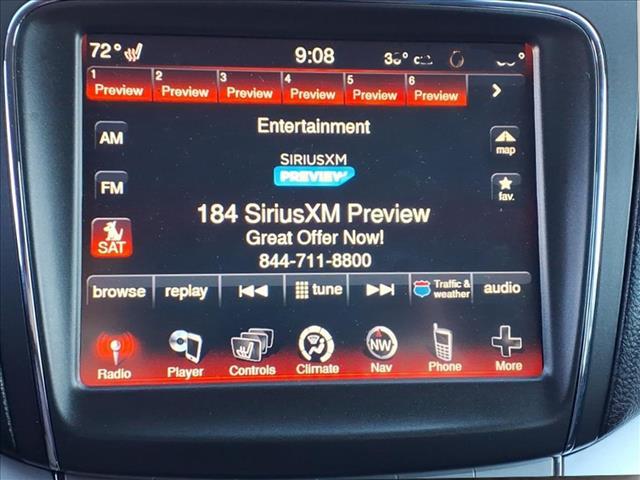 72° 9:08
1 2 3 4 5 6
Preview Preview Preview Preview Preview Preview
Entertainment
AM
map
SIRIUSXM
PREVIEW
FM
fav.
184 SiriusXM Preview
SAT
Great Offer Now!
844-711-8800
browse replay tune Traffic & weather audio
NW
Radio Player Controls Climate Nav Phone More